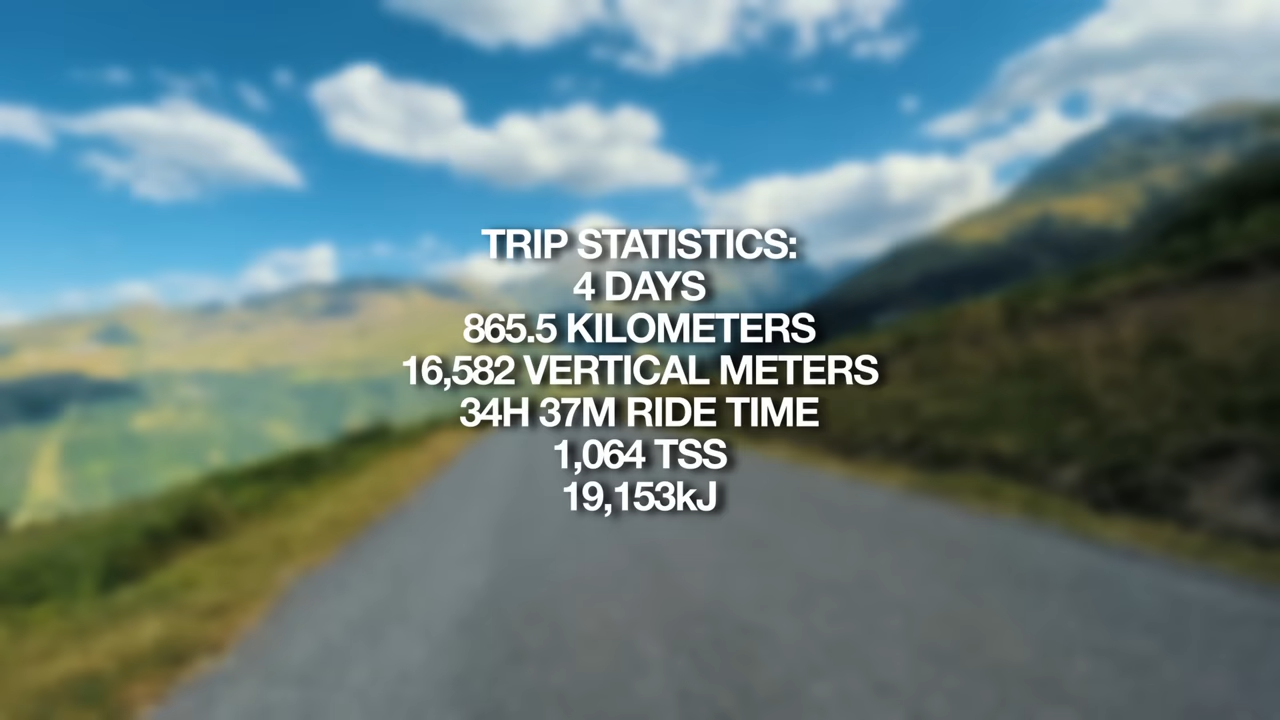 TRIP STATISTICS:
4 DAYS
865.5 KILOMETERS
16,582 VERTICAL METERS
34H 37M RIDE TIME
1,064 TSS
19,153kJ